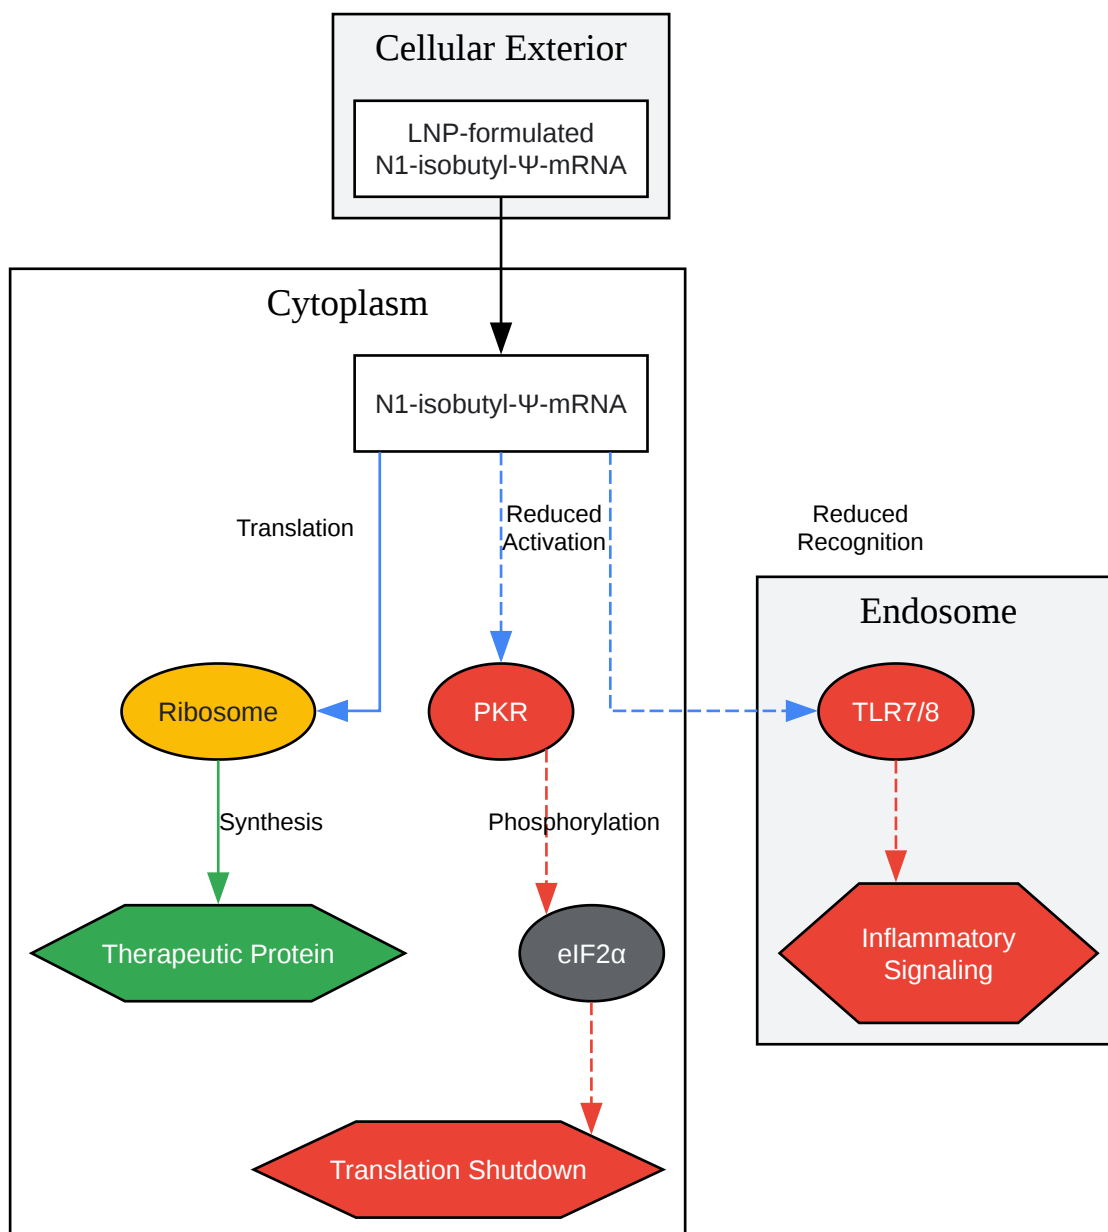 Cellular Exterior
LNP-formulated
N1-isobutyl-Ψ-mRNA
Cytoplasm
N1-isobutyl-Ψ-mRNA
Translation
Reduced
Activation
Reduced
Recognition
Endosome
Ribosome
PKR
TLR7/8
Synthesis
Phosphorylation
Therapeutic Protein
eIF2α
Inflammatory
Signaling
Translation Shutdown